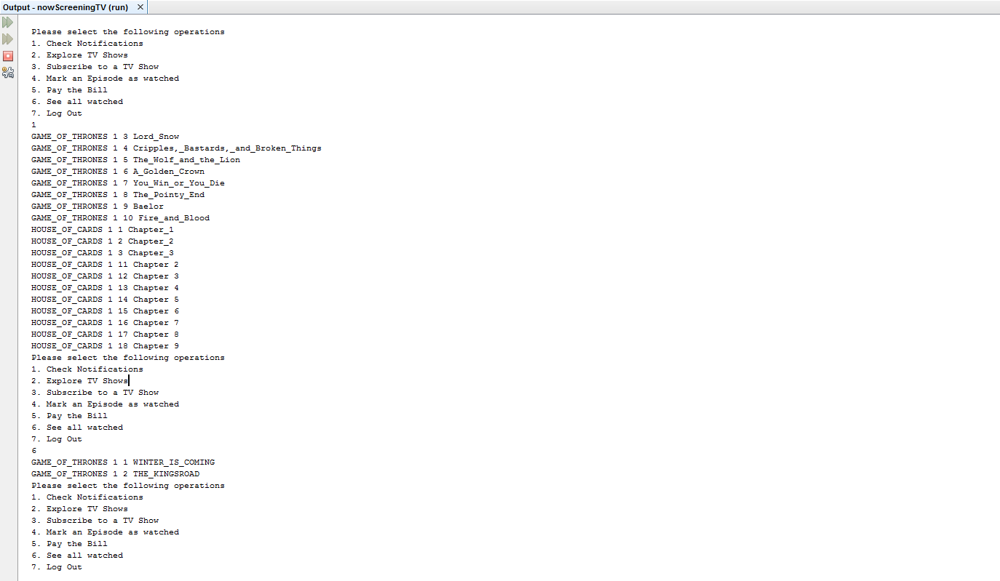 Output - nowScreeningTV (run)
Please select the following operations
1. Check Notifications
2. Explore TV Shows
3. Subscribe to a TV Show
4. Mark an Episode as watched
5. Pay the Bill
6. See all watched
7. Log Out
1
GAME_OF_THRONES 1 3 Lord_Snow
GAME_OF_THRONES 1 4 Cripples,_Bastards,_and_Broken_Things
GAME_OF_THRONES 1 5 The_Wolf_and_the_Lion
GAME_OF_THRONES 1 6 A_Golden_Crown
GAME_OF_THRONES 1 7 You_Win_or_You_Die
GAME_OF_THRONES 1 8 The_Pointy_End
GAME_OF_THRONES 1 9 Baelor
GAME_OF_THRONES 1 10 Fire_and_Blood
HOUSE_OF_CARDS 1 1 Chapter_1
HOUSE_OF_CARDS 1 2 Chapter_2
HOUSE_OF_CARDS 1 3 Chapter_3
HOUSE_OF_CARDS 1 11 Chapter 2
HOUSE_OF_CARDS 1 12 Chapter 3
HOUSE_OF_CARDS 1 13 Chapter 4
HOUSE_OF_CARDS 1 14 Chapter 5
HOUSE_OF_CARDS 1 15 Chapter 6
HOUSE_OF_CARDS 1 16 Chapter 7
HOUSE_OF_CARDS 1 17 Chapter 8
HOUSE_OF_CARDS 1 18 Chapter 9
Please select the following operations
1. Check Notifications
2. Explore TV Shows
3. Subscribe to a TV Show
4. Mark an Episode as watched
5. Pay the Bill
6. See all watched
7. Log Out
6
GAME_OF_THRONES 1 1 WINTER_IS_COMING
GAME_OF_THRONES 1 2 THE_KINGSROAD
Please select the following operations
1. Check Notifications
2. Explore TV Shows
3. Subscribe to a TV Show
4. Mark an Episode as watched
5. Pay the Bill
6. See all watched
7. Log Out